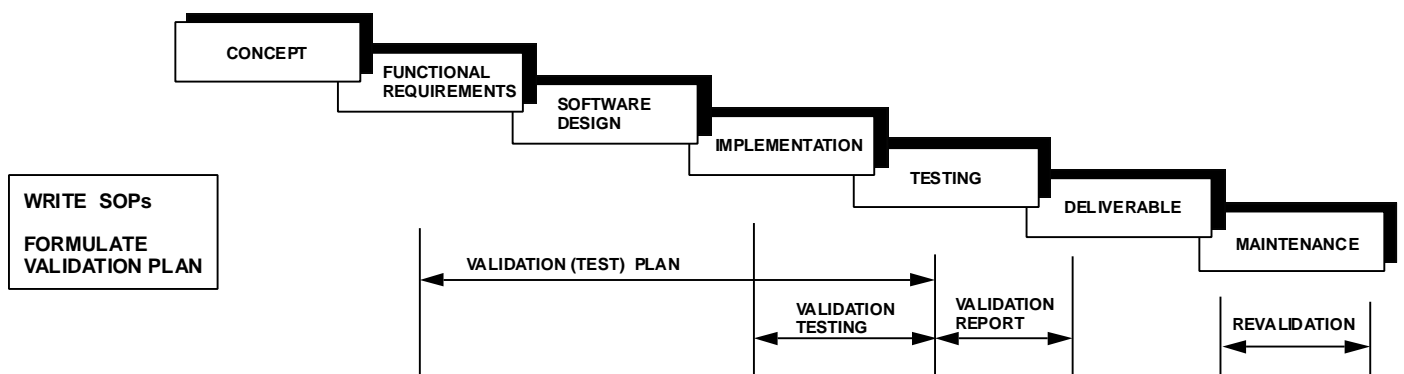 CONCEPT
FUNCTIONAL
REQUIREMENTS
SOFTWARE
DESIGN
IMPLEMENTATION
TESTING
DELIVERABLE
MAINTENANCE
WRITE SOPs
FORMULATE
VALIDATION PLAN
VALIDATION (TEST) PLAN
VALIDATION
TESTING
VALIDATION
REPORT
REVALIDATION